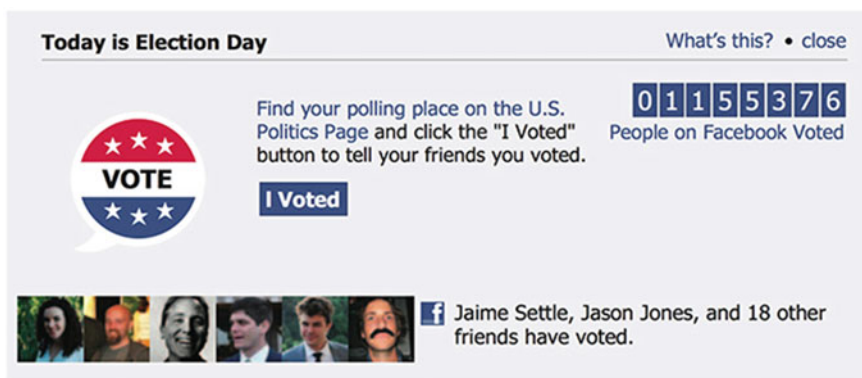 Today is Election Day
What's this? • close
Find your polling place on the U.S.
Politics Page and click the "I Voted"
button to tell your friends you voted.
01155376
People on Facebook Voted
VOTE
I Voted
f
Jaime Settle, Jason Jones, and 18 other
friends have voted.